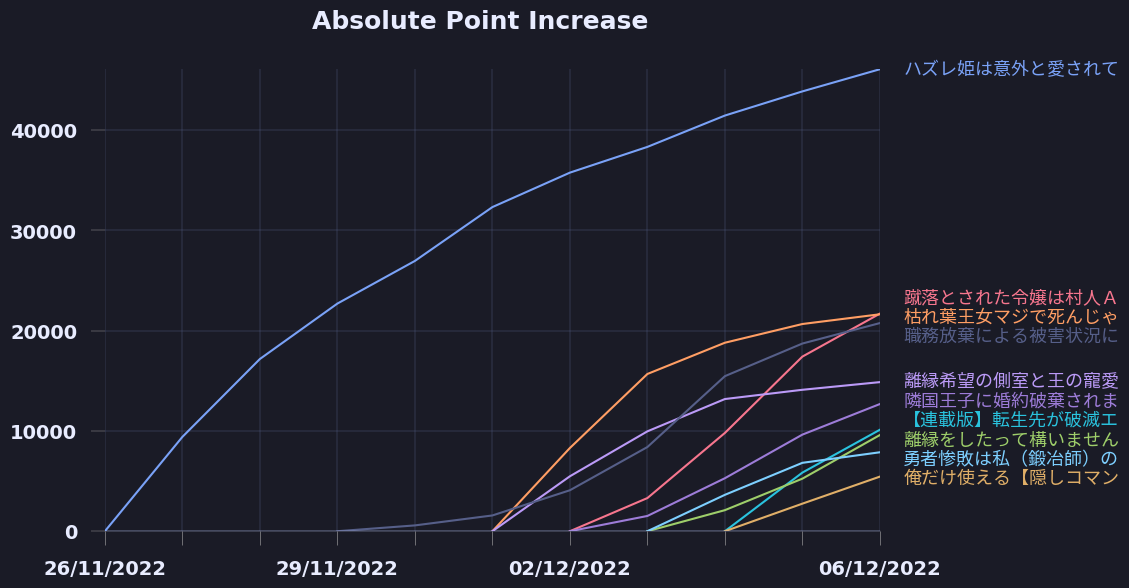 Absolute Point Increase
ハズレ姫は意外と愛されて
40000
30000
蹴落とされた令嬢は村人A
枯れ葉王女マジで死んじゃ
20000
職務放棄による被害状況に
離縁希望の側室と王の寵愛
隣国王子に婚約破棄されま
【連載版】転生先が破滅エ
10000
離縁をしたって構いません
勇者惨敗は私（鍛冶師）の
俺だけ使える【隠しコマン
0
26/11/2022 29/11/2022 02/12/2022 06/12/2022